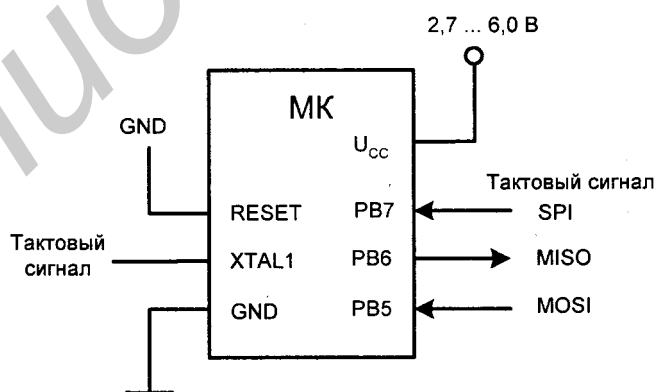 2,7 ... 6,0 В
МК
GND
U_CC
Тактовый сигнал
RESET
PB7
SPI
Тактовый
сигнал
XTAL1
PB6
MISO
GND
PB5
MOSI